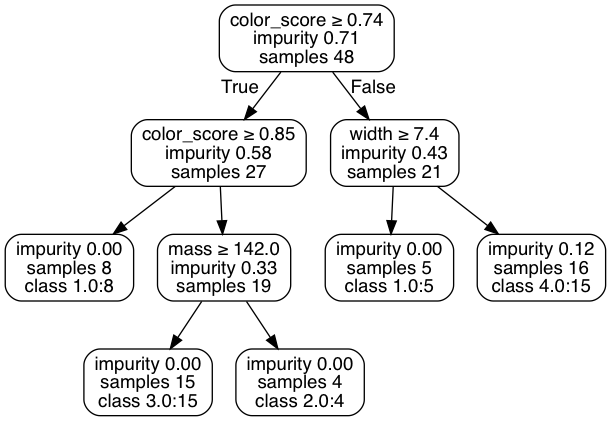 color_score ≥ 0.74
impurity 0.71
samples 48
True
False
color_score ≥ 0.85
impurity 0.58
samples 27
width ≥ 7.4
impurity 0.43
samples 21
impurity 0.00
samples 8
class 1.0:8
mass ≥ 142.0
impurity 0.33
samples 19
impurity 0.00
samples 5
class 1.0:5
impurity 0.12
samples 16
class 4.0:15
impurity 0.00
samples 15
class 3.0:15
impurity 0.00
samples 4
class 2.0:4